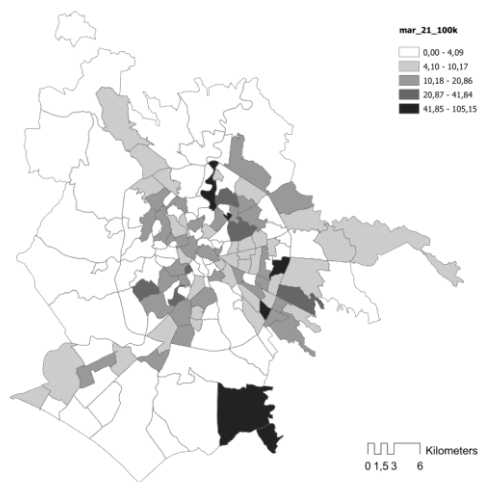 mar_21_100k
0,00 - 4,09
4,10 - 10,17
10,18 - 20,86
20,87 - 41,84
41,85 - 105,15
Kilometers
0 1,5 3 6